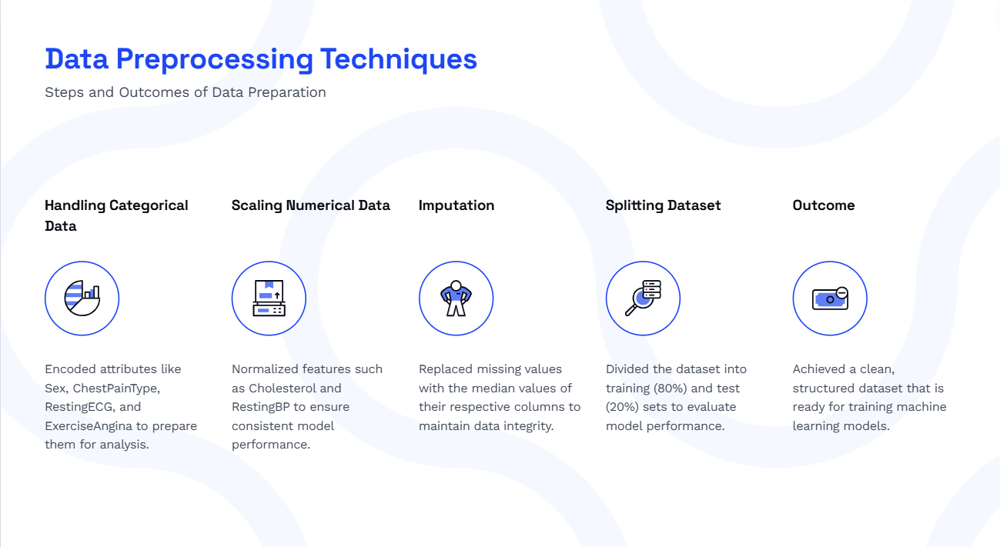 Data Preprocessing Techniques
Steps and Outcomes of Data Preparation
Handling Categorical
Data
Encoded attributes like
Sex, ChestPainType,
RestingECG, and
ExerciseAngina to prepare
them for analysis.
Scaling Numerical Data
Normalized features such
as Cholesterol and
RestingBP to ensure
consistent model
performance.
Imputation
Replaced missing values
with the median values of
their respective columns to
maintain data integrity.
Splitting Dataset
Divided the dataset into
training (80%) and test
(20%) sets to evaluate
model performance.
Outcome
Achieved a clean,
structured dataset that is
ready for training machine
learning models.